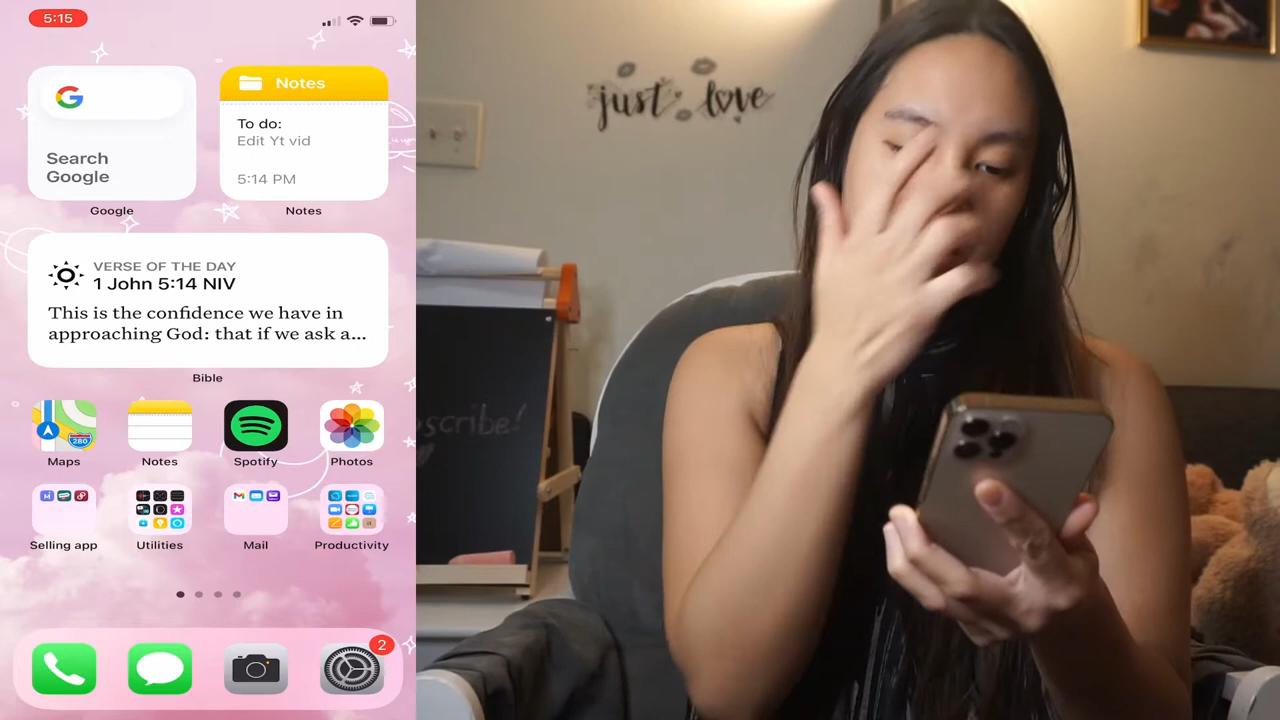 5:15
Notes
To do:
Edit Yt vid
Search
Google
5:14 PM
Google
Notes
VERSE OF THE DAY
1 John 5:14 NIV
This is the confidence we have in
approaching God: that if we ask a...
Bible
280
Maps
Notes
Spotify
Photos
Selling app
Utilities
Mail
Productivity
2
just love
scribe!